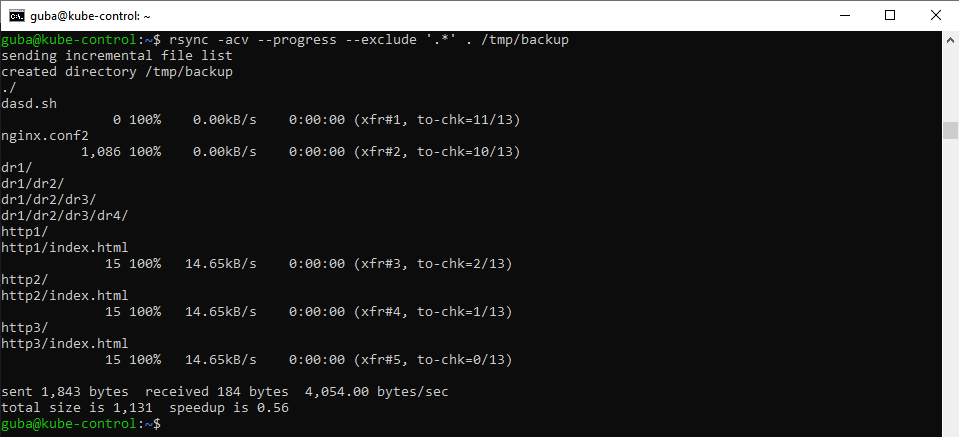 guba@kube-control: ~
guba@kube-control:~$ rsync -acv --progress --exclude '.*' . /tmp/backup
sending incremental file list
created directory /tmp/backup
./
dasd.sh
              0 100%    0.00kB/s    0:00:00 (xfr#1, to-chk=11/13)
nginx.conf2
          1,086 100%    0.00kB/s    0:00:00 (xfr#2, to-chk=10/13)
dr1/
dr1/dr2/
dr1/dr2/dr3/
dr1/dr2/dr3/dr4/
http1/
http1/index.html
             15 100%   14.65kB/s    0:00:00 (xfr#3, to-chk=2/13)
http2/
http2/index.html
             15 100%   14.65kB/s    0:00:00 (xfr#4, to-chk=1/13)
http3/
http3/index.html
             15 100%   14.65kB/s    0:00:00 (xfr#5, to-chk=0/13)
sent 1,843 bytes  received 184 bytes  4,054.00 bytes/sec
total size is 1,131  speedup is 0.56
guba@kube-control:~$